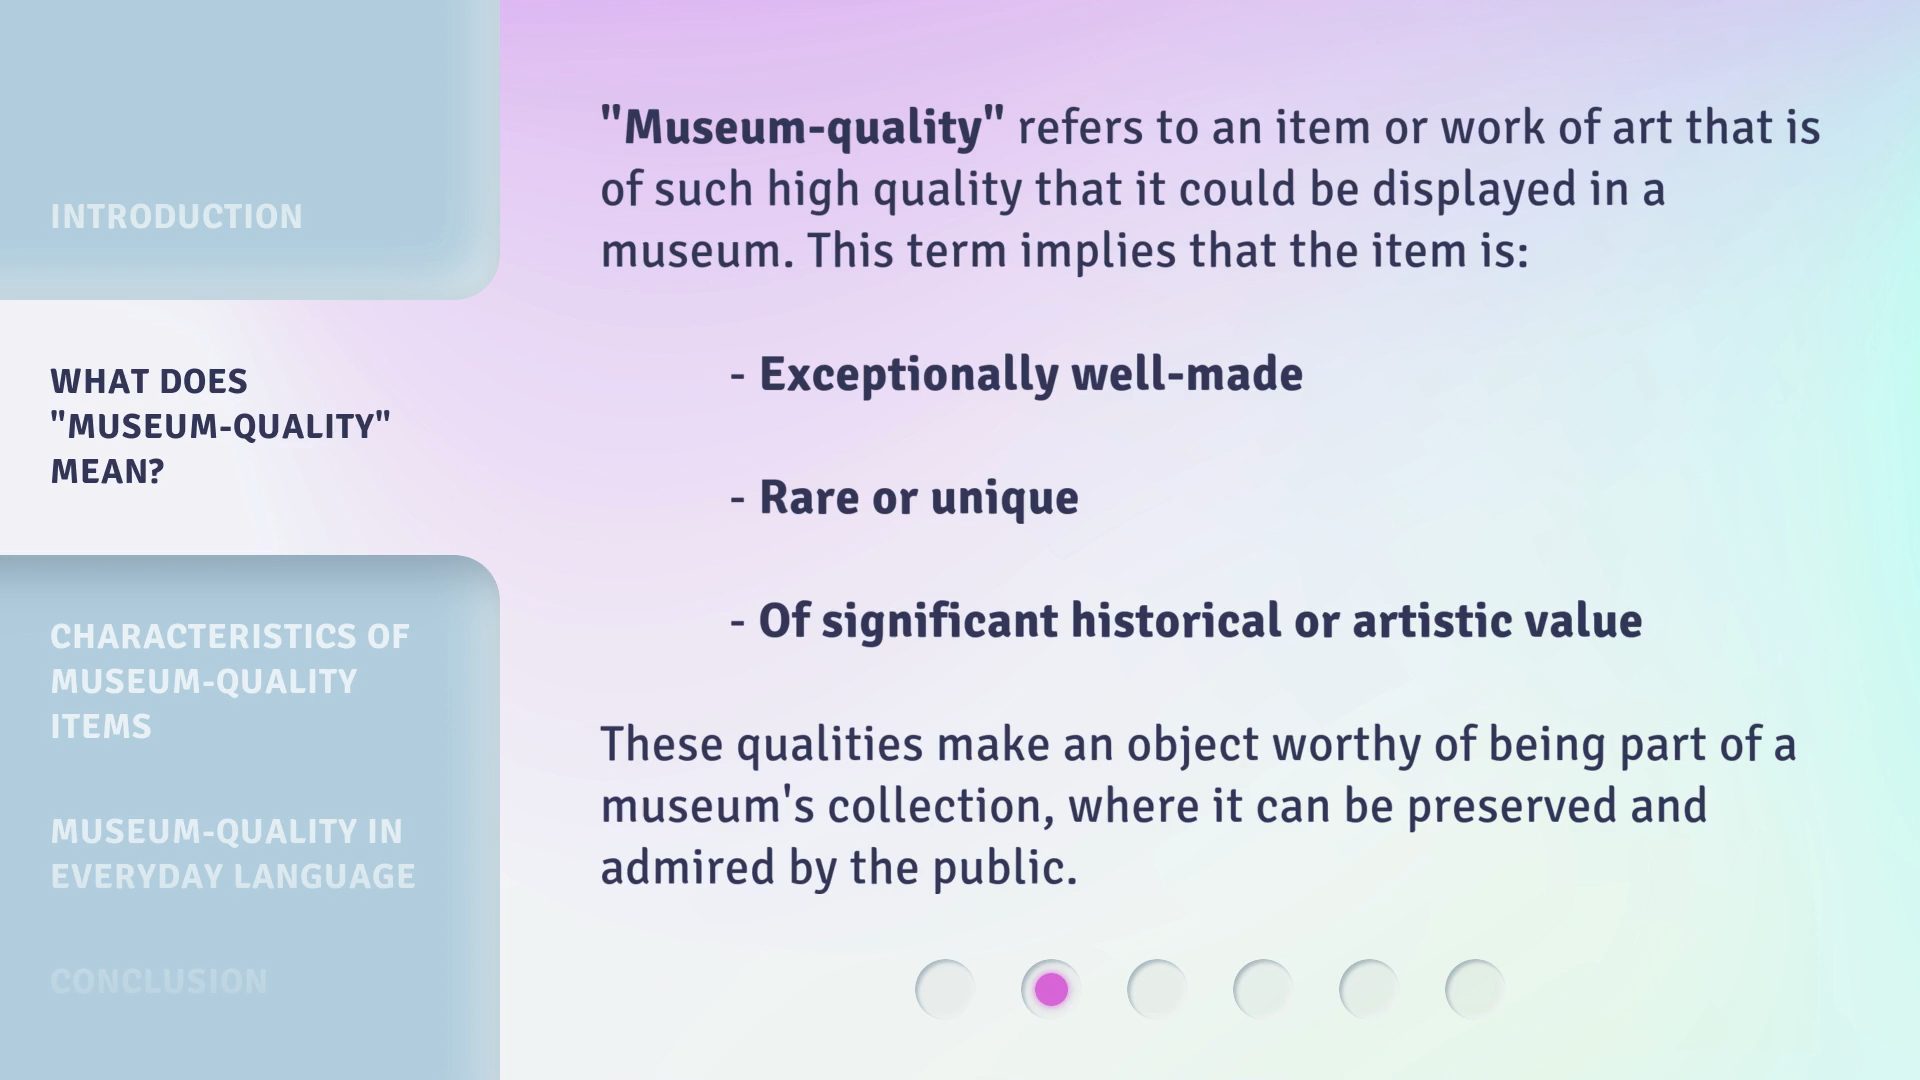 INTRODUCTION
WHAT DOES
"MUSEUM-QUALITY"
MEAN?
CHARACTERISTICS OF
MUSEUM-QUALITY
ITEMS
MUSEUM-QUALITY IN
EVERYDAY LANGUAGE
CONCLUSION
"Museum-quality" refers to an item or work of art that is
of such high quality that it could be displayed in a
museum. This term implies that the item is:
- Exceptionally well-made
- Rare or unique
- Of significant historical or artistic value
These qualities make an object worthy of being part of a
museum's collection, where it can be preserved and
admired by the public.